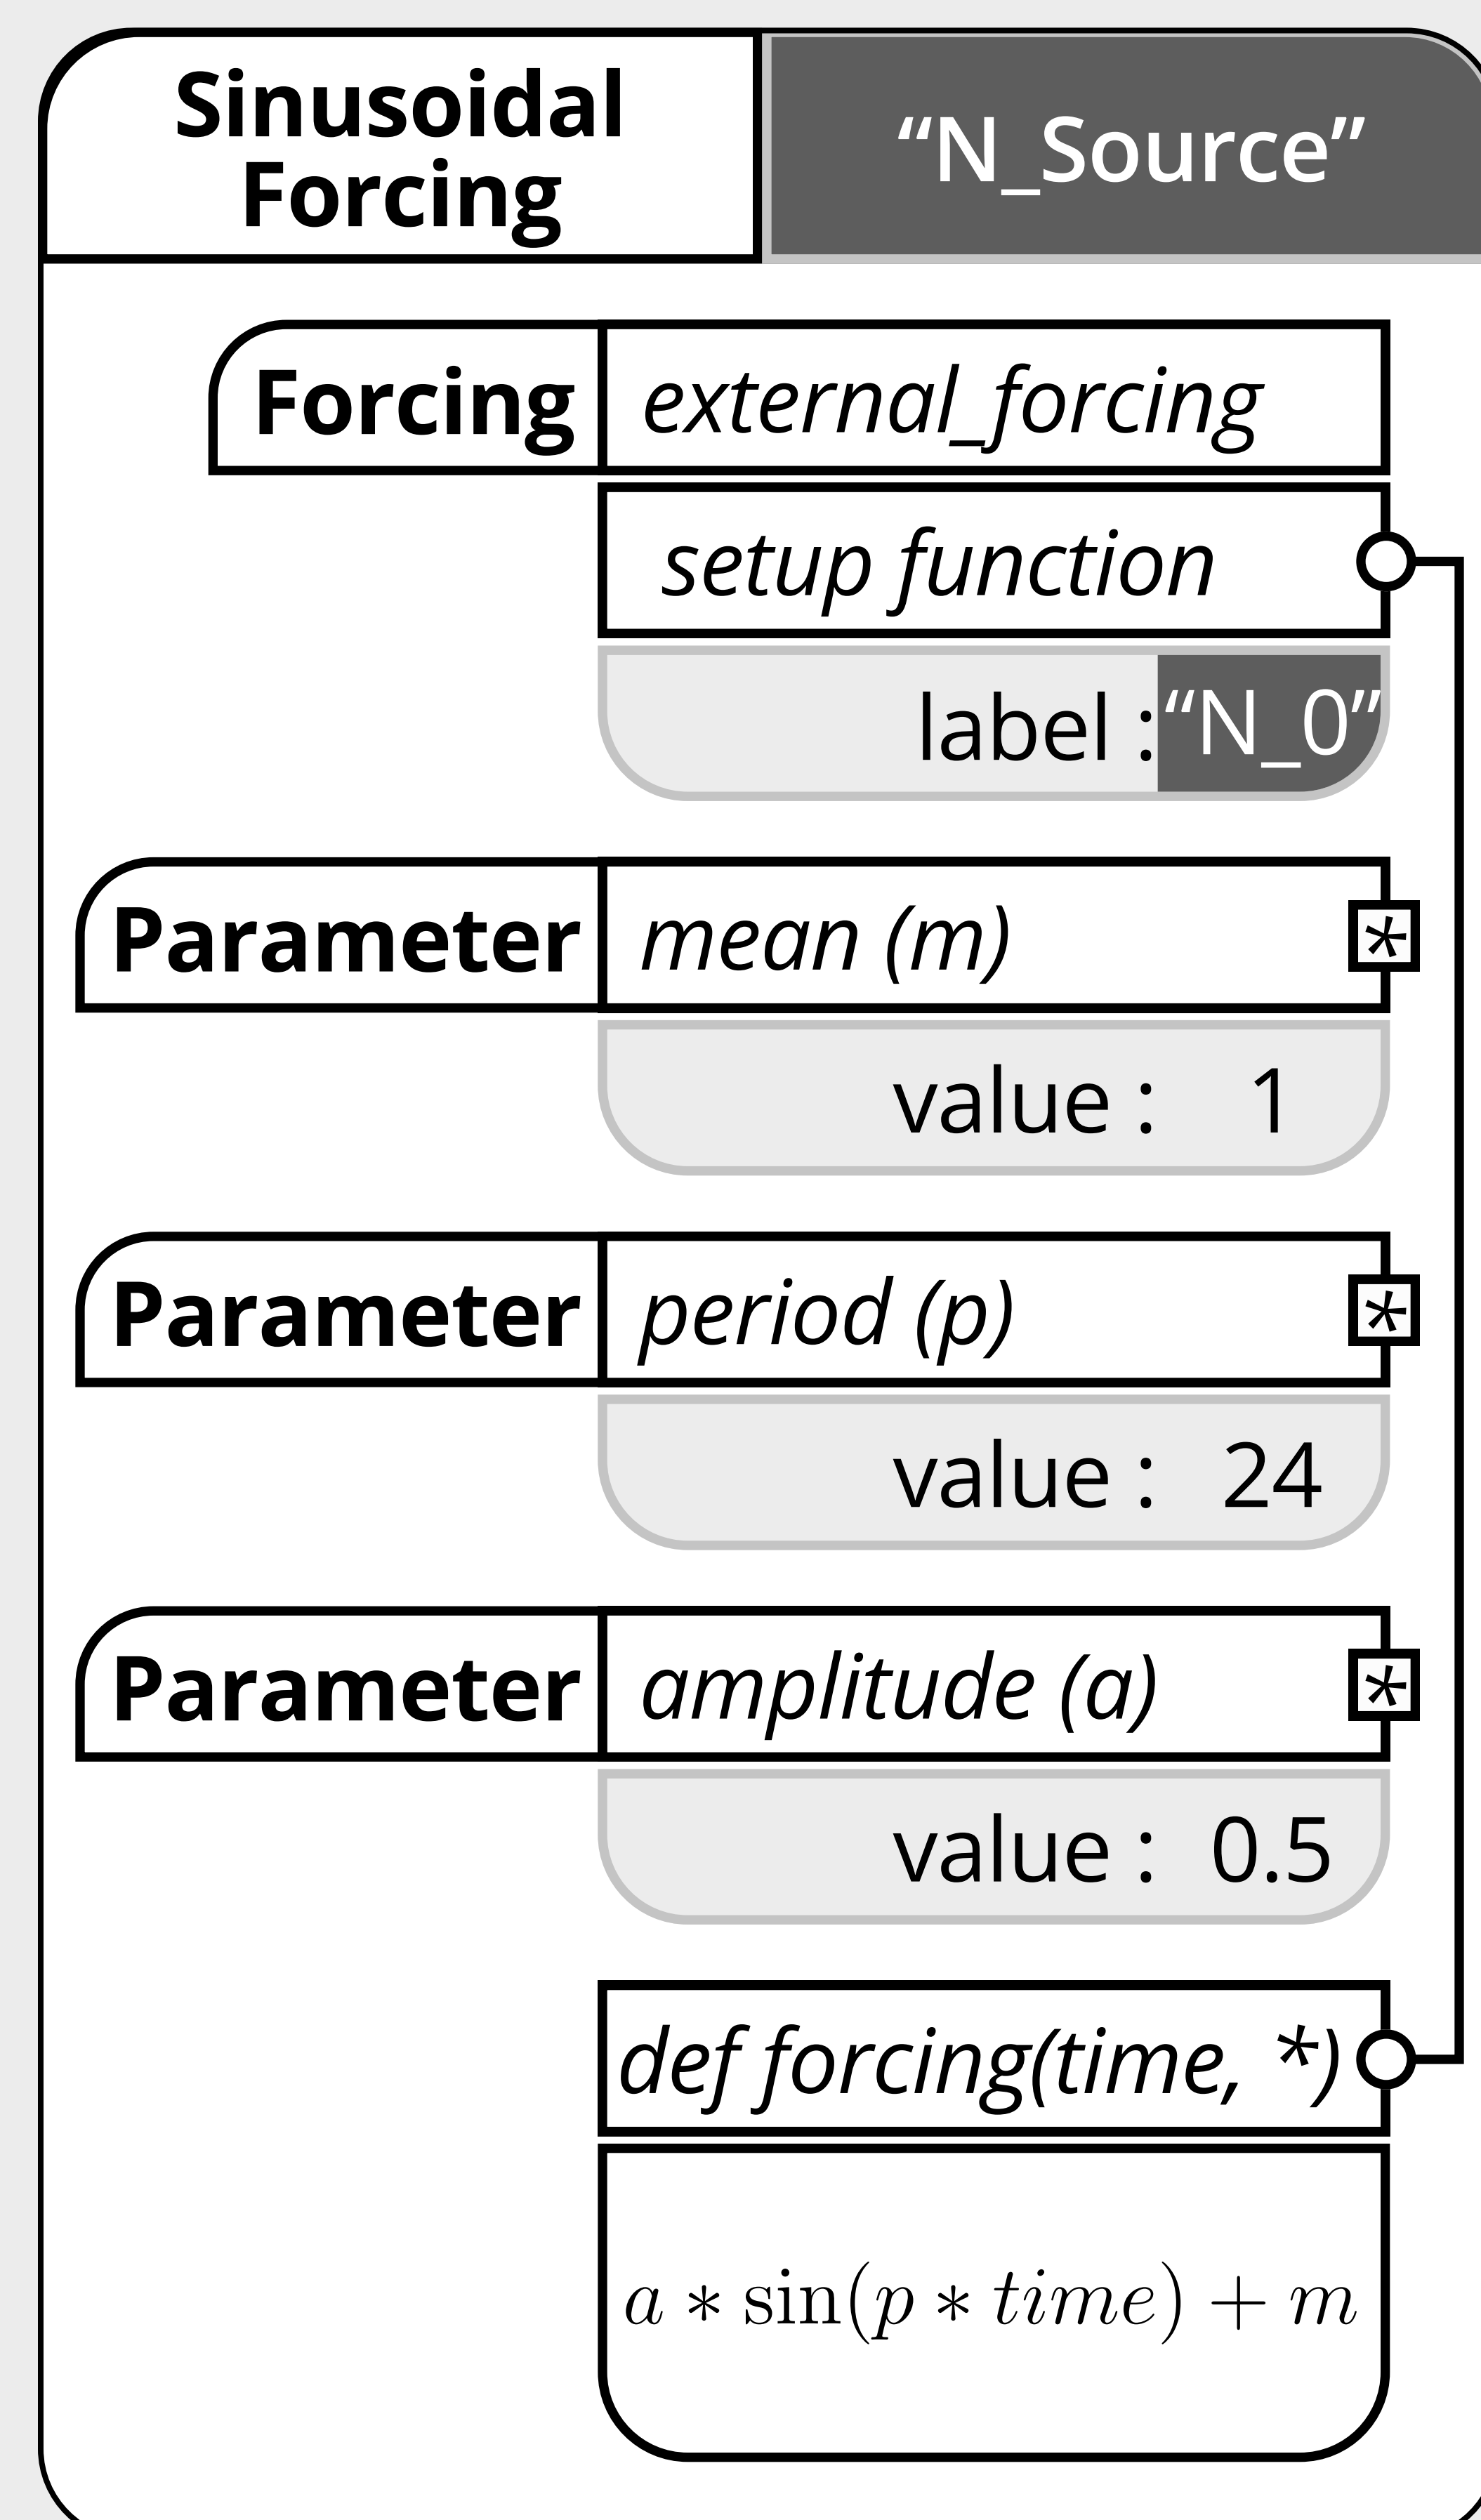 Sinusoidal
Forcing
“N_Source”
Forcing
external_forcing
setup function
label :
“N_0”
Parameter
mean (m)
*
value : 1
Parameter
period (p)
*
value : 24
Parameter
amplitude (a)
*
value : 0.5
def forcing(time, *)
a ∗ sin(p ∗ time) + m